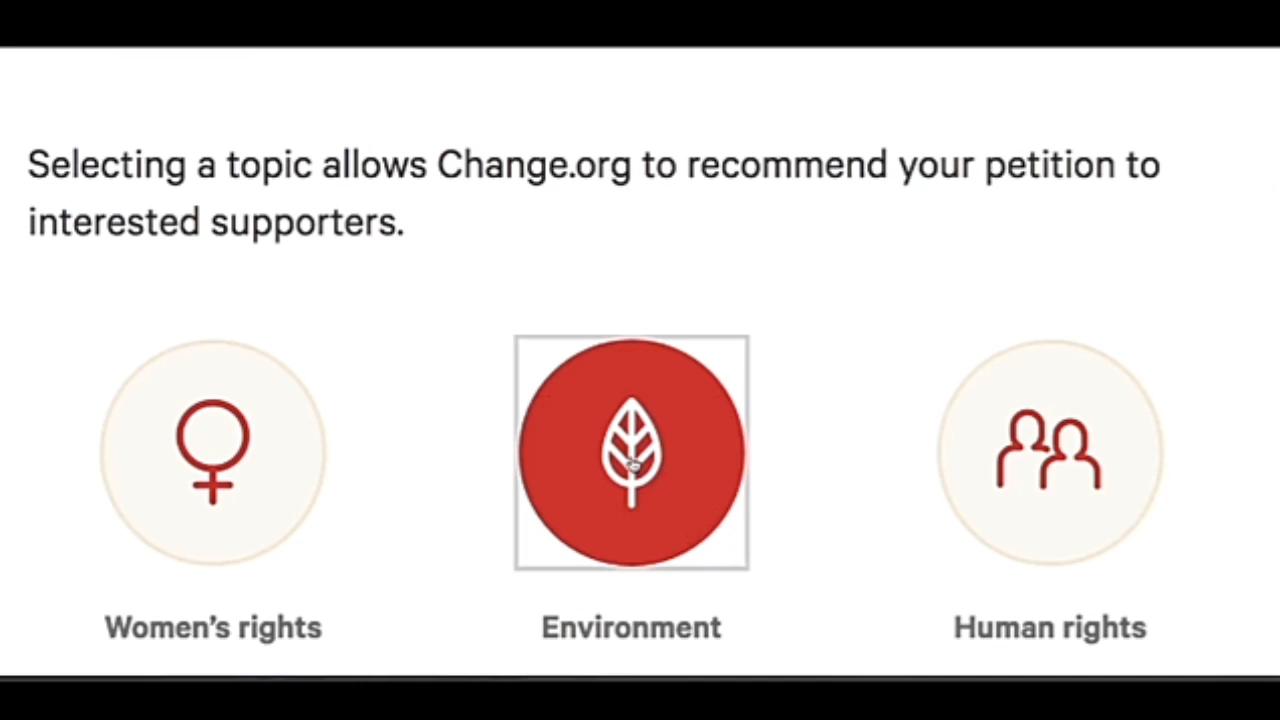 Selecting a topic allows Change.org to recommend your petition to
interested supporters.
Women’s rights
Environment
Human rights